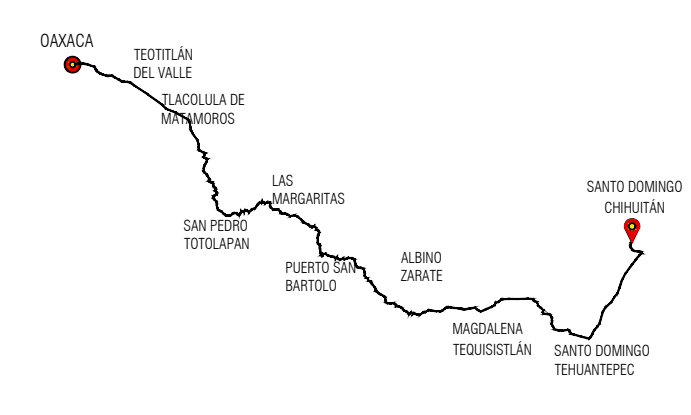 OAXACA
TEOTITLÁN
DEL VALLE
TLACOLULA DE
MATAMOROS
LAS
MARGARITAS
SAN PEDRO
TOTOLAPAN
PUERTO SAN
BARTOLO
ALBINO
ZARATE
MAGDALENA
TEQUISISTLÁN
SANTO DOMINGO
TEHUANTEPEC
SANTO DOMINGO
CHIHUITÁN